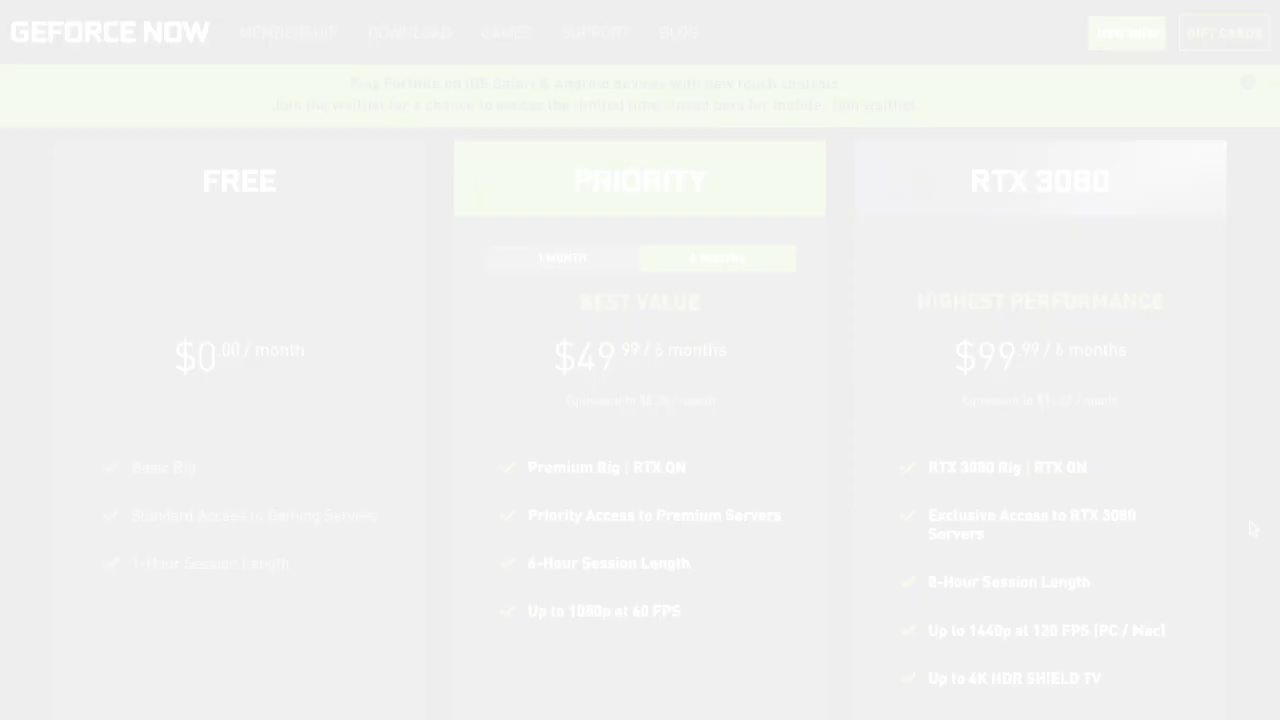 GEFORCE NOW MEMBERSHIP DOWNLOAD GAMES SUPPORT BLOG GIFT CARDS
Play Fortnite on iOS Safari & android devices with new touch controls.
Join the waitlist for a chance to access the limited time closed beta for mobile. Join waitlist
FREE
$0.00 / month
Basic Rig
Standard Access to Gaming Servers
1-Hour Session Length
PRIORITY
1 MONTH 6 MONTHS
BEST VALUE
$49.99 / 6 months
Premium Rig | RTX ON
Priority Access to Premium Servers
6-Hour Session Length
Up to 1080p at 60 FPS
RTX 3080
HIGHEST PERFORMANCE
$99.99 / 6 months
RTX 3080 Rig | RTX ON
Exclusive Access to RTX 3080
Servers
8-Hour Session Length
Up to 1440p at 120 FPS (PC / Mac)
Up to 4K HDR SHIELD TV